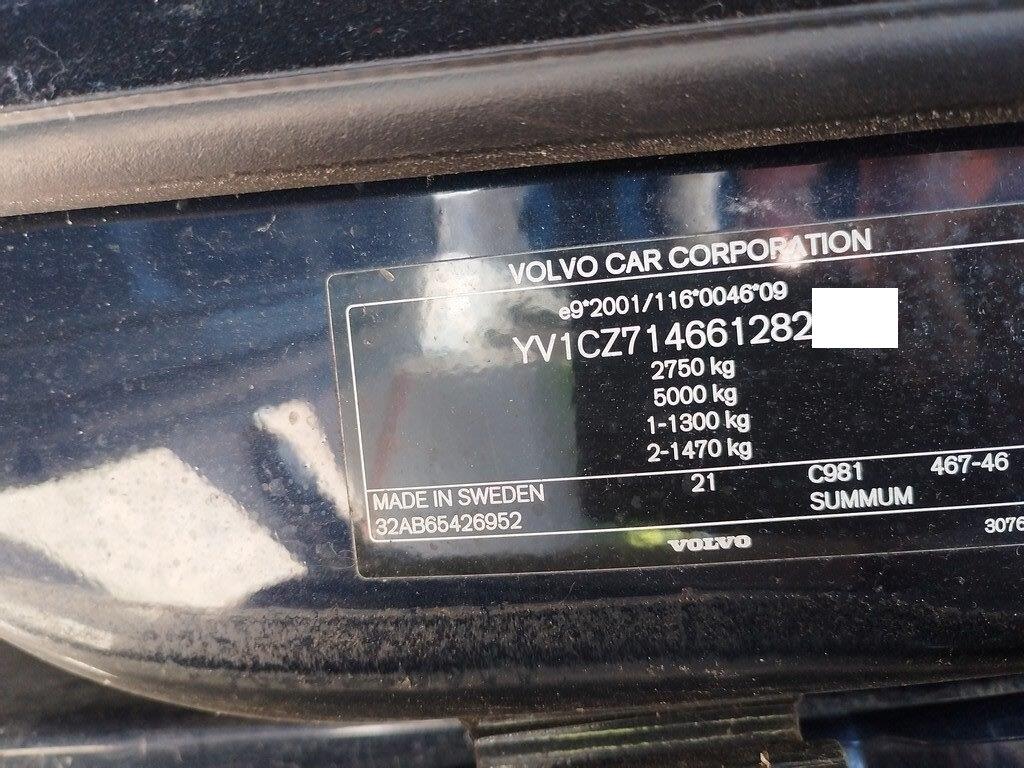 VOLVO CAR CORPORATION
e9*2001/116*0046*09
YV1CZ714661282
2750 kg
5000 kg
1-1300 kg
2-1470 kg
MADE IN SWEDEN 21 C981 467-46
32AB65426952 SUMMUM
VOLVO 3076